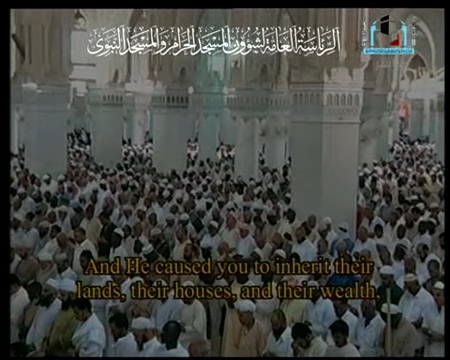 الرئاسة العامة لشؤون المسجد الحرام والمسجد النبوي
And He caused you to inherit their
lands, their houses, and their wealth.